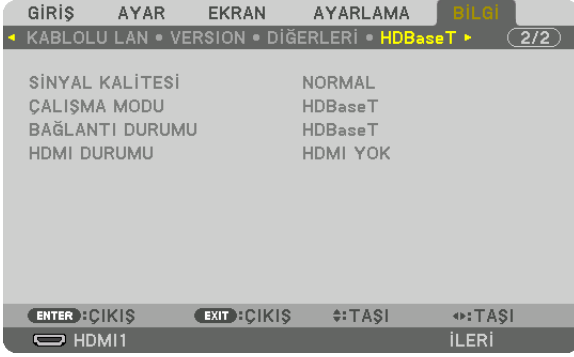 GİRİŞ AYAR EKRAN AYARLAMA BİLGİ
KABLOLU LAN • VERSION • DİĞERLERİ • HDBaseT 2/2
SİNYAL KALİTESİ NORMAL
ÇALIŞMA MODU HDBaseT
BAĞLANTI DURUMU HDBaseT
HDMI DURUMU HDMI YOK
ENTER :ÇIKIŞ EXIT :ÇIKIŞ :TAŞI :TAŞI
HDMI1 İLERİ